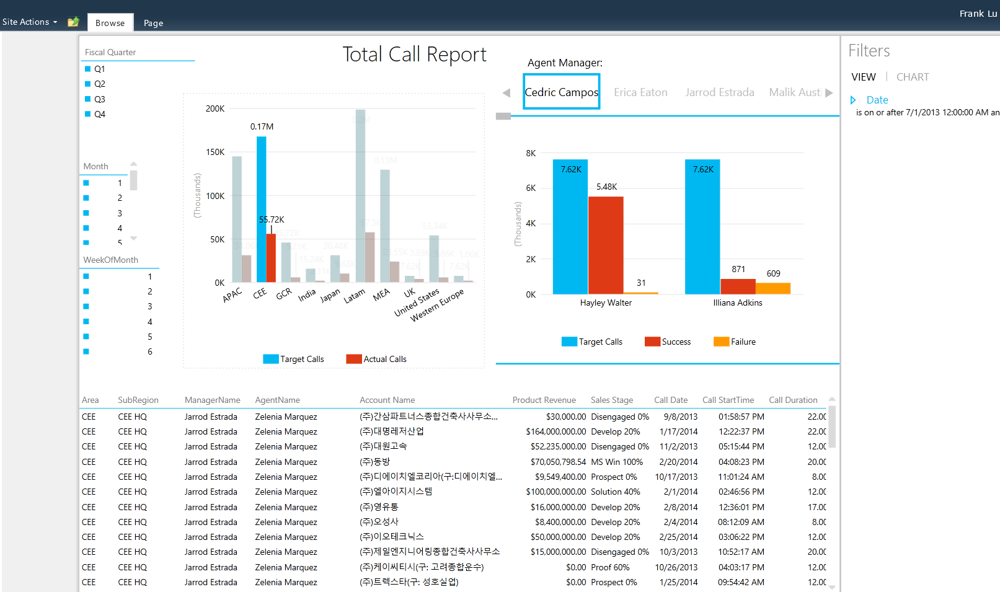 Frank Lu
Site Actions
Browse
Page
Fiscal Quarter
Q1
Q2
Q3
Q4
Month
1
2
3
4
5
WeekOfMonth
1
2
3
4
5
6
Total Call Report
200K
150K
100K
50K
0K
(Thousands)
0.17M
55.72K
0.13M
15.24K
30.48K
53.34K
7.62K
7.62K
1.06K
APAC
CEE
GCR
India
Japan
Latam
MEA
UK
United States
Western Europe
Target Calls
Actual Calls
Agent Manager:
Cedric Campos
Erica Eaton
Jarrod Estrada
Malik Austi
8K
6K
4K
2K
0K
(Thousands)
7.62K
5.48K
31
7.62K
871
609
Hayley Walter
Illiana Adkins
Target Calls
Success
Failure
Filters
VIEW | CHART
Date
is on or after 7/1/2013 12:00:00 AM an
Area SubRegion ManagerName AgentName Account Name Product Revenue Sales Stage Call Date Call StartTime Call Duration
CEE CEE HQ Jarrod Estrada Zelenia Marquez (주)간삼파트너스종합건축사사무소... $30,000.00 Disengaged 0% 9/8/2013 01:58:57 PM 22.00
CEE CEE HQ Jarrod Estrada Zelenia Marquez (주)대명레저산업 $164,000,000.00 Develop 20% 1/17/2014 12:22:37 PM 22.00
CEE CEE HQ Jarrod Estrada Zelenia Marquez (주)대원고속 $52,235,000.00 Disengaged 0% 11/2/2013 05:15:44 PM 12.00
CEE CEE HQ Jarrod Estrada Zelenia Marquez (주)동방 $70,050,798.54 MS Win 100% 2/20/2014 04:08:23 PM 20.00
CEE CEE HQ Jarrod Estrada Zelenia Marquez (주)디에이치엘코리아(구:디에이치엘... $9,549,400.00 Prospect 0% 10/17/2013 11:01:24 AM 8.00
CEE CEE HQ Jarrod Estrada Zelenia Marquez (주)엘아이지시스템 $100,000,000.00 Solution 40% 2/1/2014 02:46:56 PM 12.00
CEE CEE HQ Jarrod Estrada Zelenia Marquez (주)영유통 $16,000,000.00 Develop 20% 2/8/2014 12:36:01 PM 17.00
CEE CEE HQ Jarrod Estrada Zelenia Marquez (주)오성사 $8,400,000.00 Develop 20% 2/4/2014 08:12:09 AM 8.00
CEE CEE HQ Jarrod Estrada Zelenia Marquez (주)이오테크닉스 $50,000,000.00 Develop 20% 2/25/2014 03:06:22 PM 12.00
CEE CEE HQ Jarrod Estrada Zelenia Marquez (주)제일엔지니어링종합건축사사무소 $15,000,000.00 Disengaged 0% 10/3/2013 10:52:17 AM 20.00
CEE CEE HQ Jarrod Estrada Zelenia Marquez (주)케이씨티시(구: 고려종합운수) $0.00 Proof 60% 10/26/2013 04:03:17 PM 12.00
CEE CEE HQ Jarrod Estrada Zelenia Marquez (주)트렉스타(구: 성호실업) $0.00 Prospect 0% 1/25/2014 09:54:42 AM 12.00